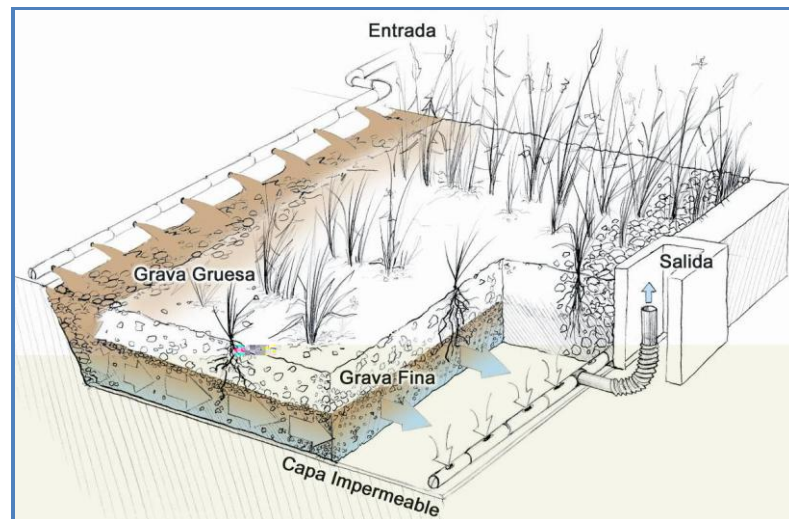 Entrada
Grava Gruesa
Salida
Grava Fina
Capa Impermeable